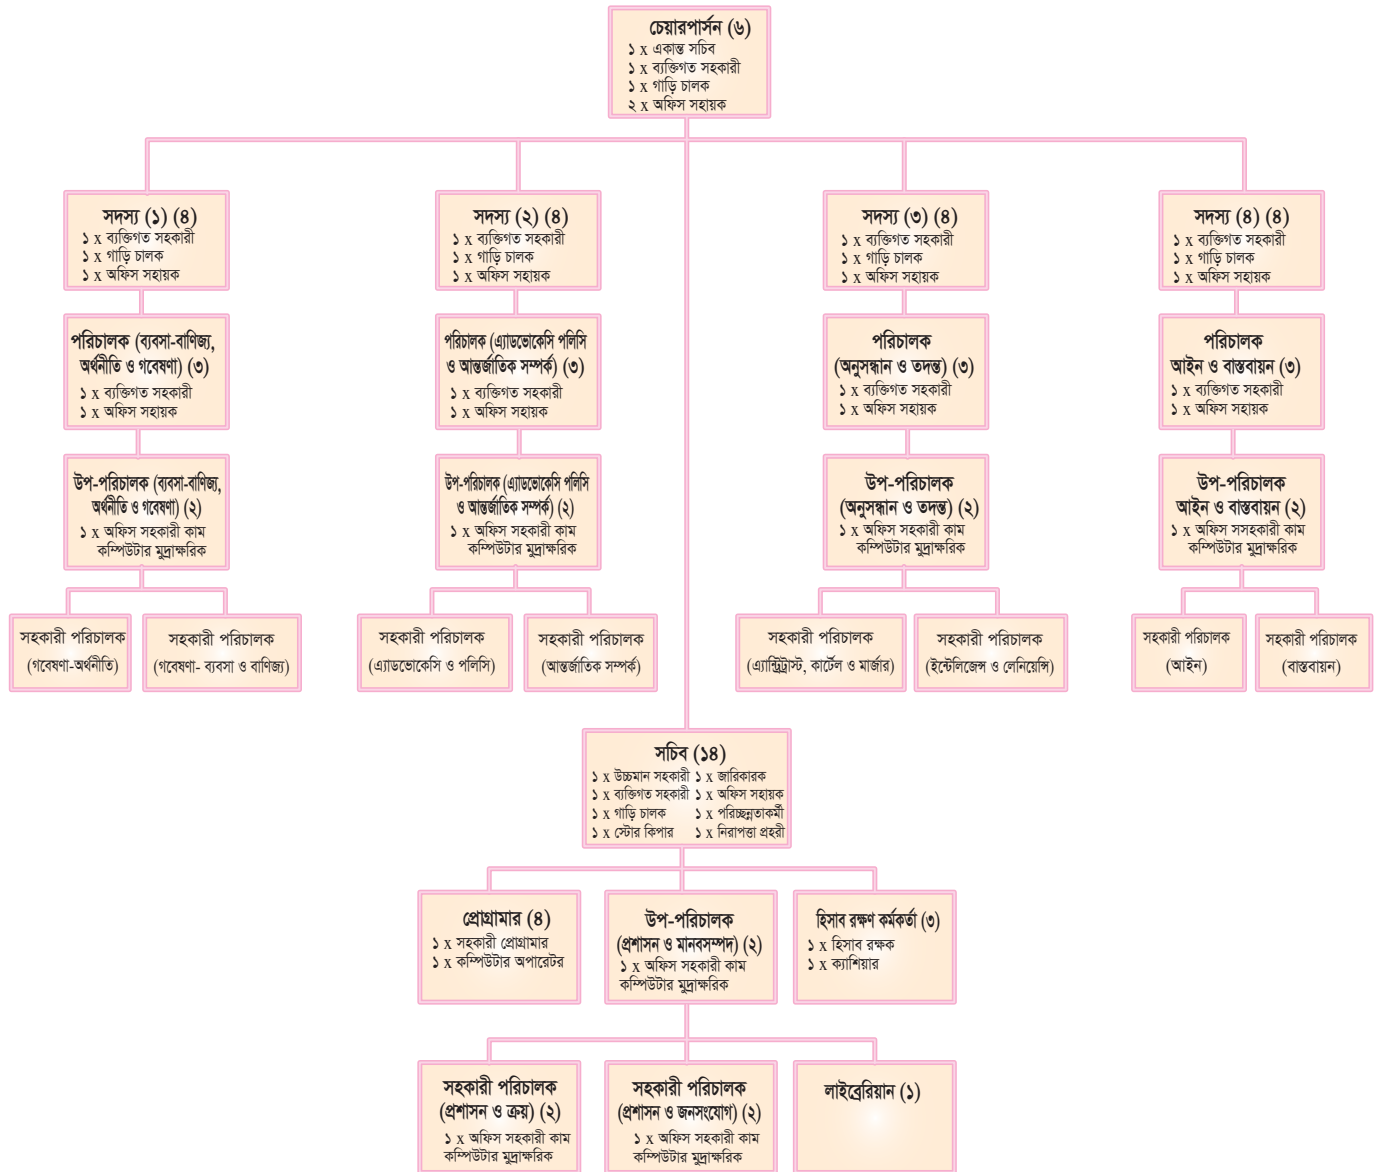 চেয়ারপার্সন (৬)
১ x একান্ত সচিব
১ x ব্যক্তিগত সহকারী
১ x গাড়ি চালক
২ x অফিস সহায়ক
সদস্য (১) (৪)
১ x ব্যক্তিগত সহকারী
১ x গাড়ি চালক
১ x অফিস সহায়ক
সদস্য (২) (৪)
১ x ব্যক্তিগত সহকারী
১ x গাড়ি চালক
১ x অফিস সহায়ক
সদস্য (৩) (৪)
১ x ব্যক্তিগত সহকারী
১ x গাড়ি চালক
১ x অফিস সহায়ক
সদস্য (৪) (৪)
১ x ব্যক্তিগত সহকারী
১ x গাড়ি চালক
১ x অফিস সহায়ক
পরিচালক (ব্যবসা-বাণিজ্য,
অর্থনীতি ও গবেষণা) (৩)
১ x ব্যক্তিগত সহকারী
১ x অফিস সহায়ক
পরিচালক (এ্যাডভোকেসি পলিসি
ও আন্তর্জাতিক সম্পর্ক) (৩)
১ x ব্যক্তিগত সহকারী
১ x অফিস সহায়ক
পরিচালক
(অনুসন্ধান ও তদন্ত) (৩)
১ x ব্যক্তিগত সহকারী
১ x অফিস সহায়ক
পরিচালক
আইন ও বাস্তবায়ন (৩)
১ x ব্যক্তিগত সহকারী
১ x অফিস সহায়ক
উপ-পরিচালক (ব্যবসা-বাণিজ্য,
অর্থনীতি ও গবেষণা) (২)
১ x অফিস সহকারী কাম
কম্পিউটার মুদ্রাক্ষরিক
উপ-পরিচালক (এ্যাডভোকেসি পলিসি
ও আন্তর্জাতিক সম্পর্ক) (২)
১ x অফিস সহকারী কাম
কম্পিউটার মুদ্রাক্ষরিক
উপ-পরিচালক
(অনুসন্ধান ও তদন্ত) (২)
১ x অফিস সহকারী কাম
কম্পিউটার মুদ্রাক্ষরিক
উপ-পরিচালক
আইন ও বাস্তবায়ন (২)
১ x অফিস সসহকারী কাম
কম্পিউটার মুদ্রাক্ষরিক
সহকারী পরিচালক
(গবেষণা-অর্থনীতি)
সহকারী পরিচালক
(গবেষণা- ব্যবসা ও বাণিজ্য)
সহকারী পরিচালক
(এ্যাডভোকেসি ও পলিসি)
সহকারী পরিচালক
(আন্তর্জাতিক সম্পর্ক)
সহকারী পরিচালক
(এ্যান্ট্রিট্রাস্ট, কার্টেল ও মার্জার)
সহকারী পরিচালক
(ইন্টেলিজেন্স ও লেনিয়েন্সি)
সহকারী পরিচালক
(আইন)
সহকারী পরিচালক
(বাস্তবায়ন)
সচিব (১৪)
১ x উচ্চমান সহকারী ১ x জারিকারক
১ x ব্যক্তিগত সহকারী ১ x অফিস সহায়ক
১ x গাড়ি চালক ১ x পরিচ্ছন্নতাকর্মী
১ x স্টোর কিপার ১ x নিরাপত্তা প্রহরী
প্রোগ্রামার (৪)
১ x সহকারী প্রোগ্রামার
১ x কম্পিউটার অপারেটর
উপ-পরিচালক
(প্রশাসন ও মানবসম্পদ) (২)
১ x অফিস সহকারী কাম
কম্পিউটার মুদ্রাক্ষরিক
হিসাব রক্ষণ কর্মকর্তা (৩)
১ x হিসাব রক্ষক
১ x ক্যাশিয়ার
সহকারী পরিচালক
(প্রশাসন ও ক্রয়) (২)
১ x অফিস সহকারী কাম
কম্পিউটার মুদ্রাক্ষরিক
সহকারী পরিচালক
(প্রশাসন ও জনসংযোগ) (২)
১ x অফিস সহকারী কাম
কম্পিউটার মুদ্রাক্ষরিক
লাইব্রেরিয়ান (১)